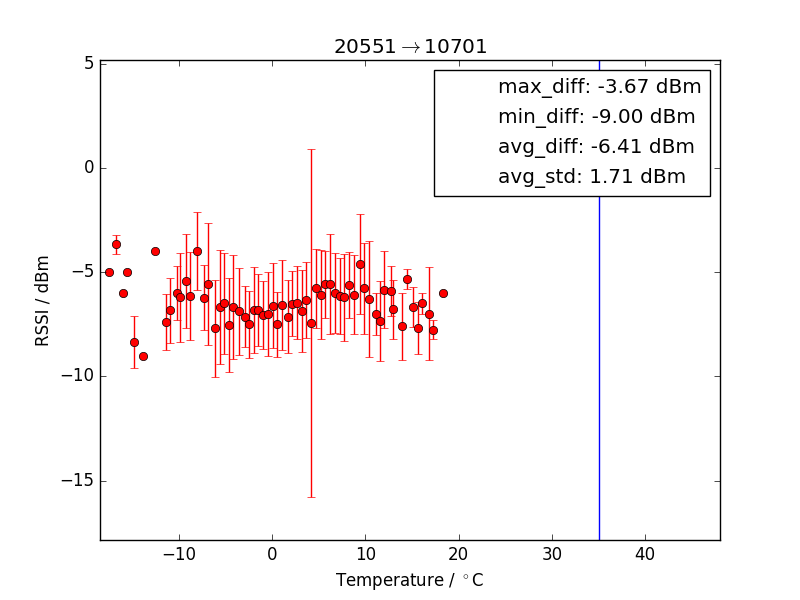 20551→10701
max_diff: -3.67 dBm
min_diff: -9.00 dBm
avg_diff: -6.41 dBm
avg_std: 1.71 dBm
5
0
−5
−10
−15
RSSI / dBm
−10 0 10 20 30 40
Temperature / °C